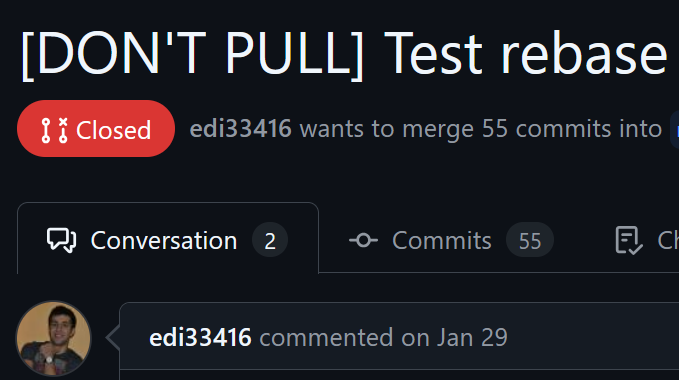 [DON'T PULL] Test rebase
Closed edi33416 wants to merge 55 commits into
Conversation 2 Commits 55
edi33416 commented on Jan 29